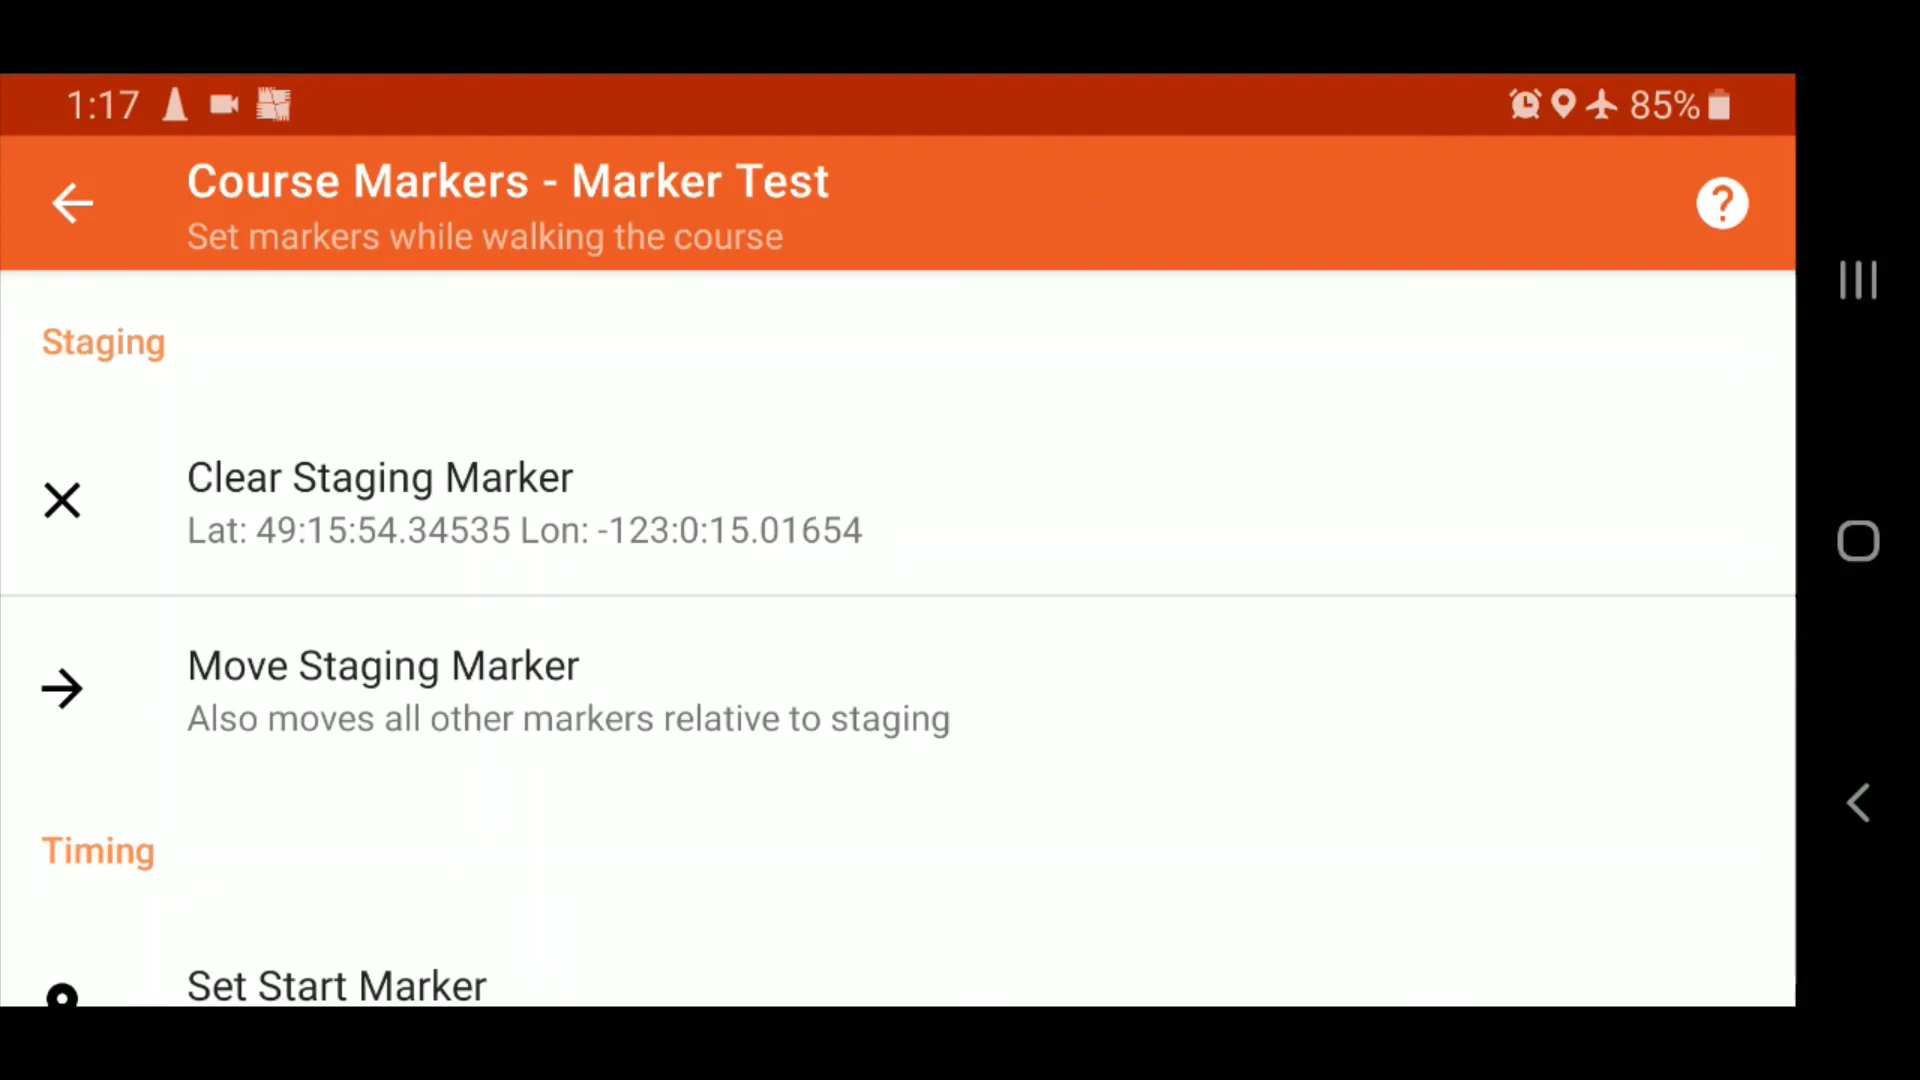 1:17
85%
Course Markers - Marker Test
Set markers while walking the course
?
Staging
Clear Staging Marker
Lat: 49:15:54.34535 Lon: -123:0:15.01654
Move Staging Marker
Also moves all other markers relative to staging
Timing
Set Start Marker